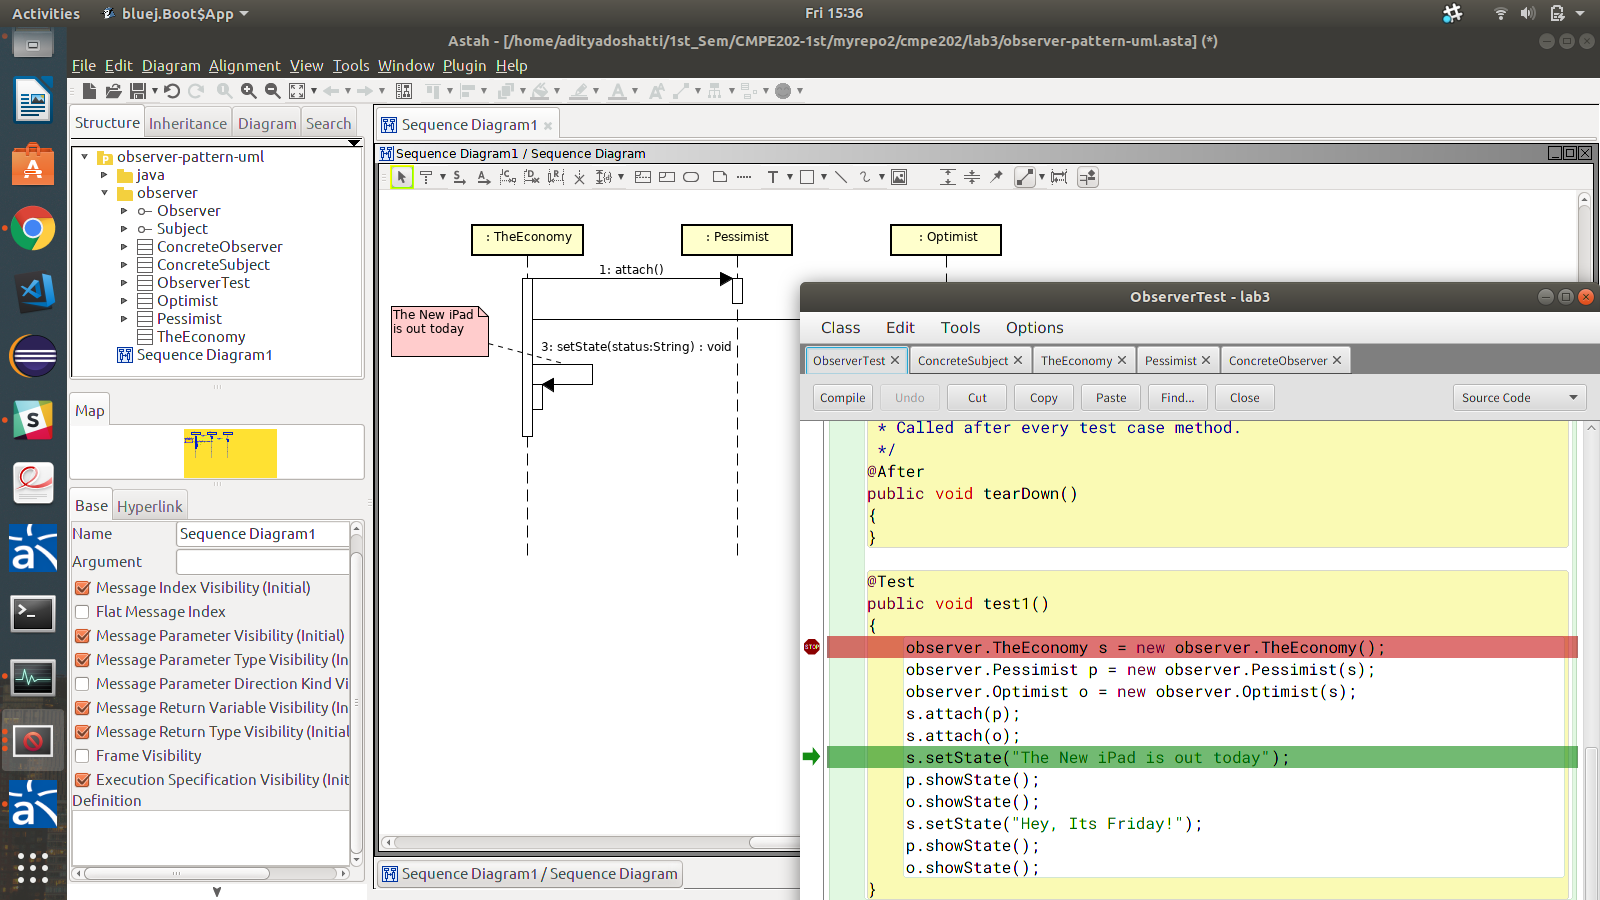 Activities
bluej.Boot$App
Fri 15:36
Astah - [/home/adityadoshatti/1st_Sem/CMPE202-1st/myrepo2/cmpe202/lab3/observer-pattern-uml.asta] (*)
File Edit Diagram Alignment View Tools Window Plugin Help
Structure Inheritance Diagram Search
observer-pattern-uml
java
observer
Observer
Subject
ConcreteObserver
ConcreteSubject
ObserverTest
Optimist
Pessimist
TheEconomy
Sequence Diagram1
Map
Base Hyperlink
Name Sequence Diagram1
Argument
Message Index Visibility (Initial)
Flat Message Index
Message Parameter Visibility (Initial)
Message Parameter Type Visibility (In
Message Parameter Direction Kind Vi
Message Return Variable Visibility (In
Message Return Type Visibility (Initial
Frame Visibility
Execution Specification Visibility (Init
Definition
Sequence Diagram1
Sequence Diagram1 / Sequence Diagram
: TheEconomy
: Pessimist
: Optimist
1: attach()
The New iPad
is out today
3: setState(status:String) : void
Sequence Diagram1 / Sequence Diagram
ObserverTest - lab3
Class Edit Tools Options
ObserverTest ConcreteSubject TheEconomy Pessimist ConcreteObserver
Compile Undo Cut Copy Paste Find... Close Source Code
* Called after every test case method.
*/
@After
public void tearDown()
{
}
@Test
public void test1()
{
STOP
observer.TheEconomy s = new observer.TheEconomy();
observer.Pessimist p = new observer.Pessimist(s);
observer.Optimist o = new observer.Optimist(s);
s.attach(p);
s.attach(o);
s.setState("The New iPad is out today");
p.showState();
o.showState();
s.setState("Hey, Its Friday!");
p.showState();
o.showState();
}